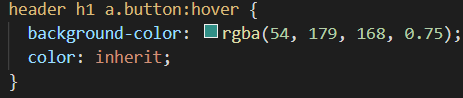 header h1 a.button:hover {
  background-color: rgba(54, 179, 168, 0.75);
  color: inherit;
}